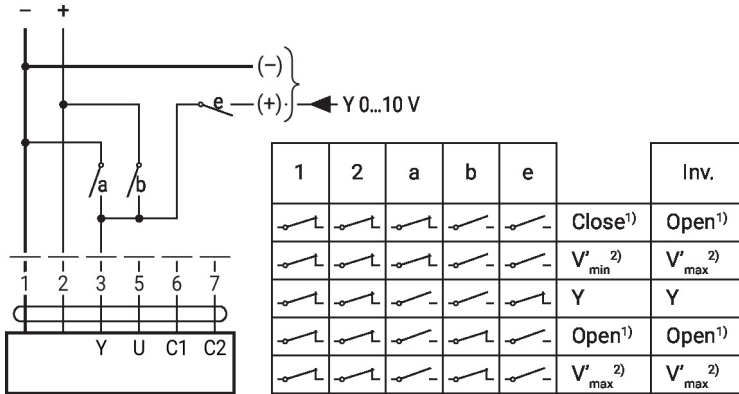 − +
(−)
e (+) Y 0...10 V
a b
1 2 3 5 6 7
Y U C1 C2
1 2 a b e Inv.
Close¹⁾ Open¹⁾
V'min²⁾ V'max²⁾
Y Y
Open¹⁾ Open¹⁾
V'max²⁾ V'max²⁾